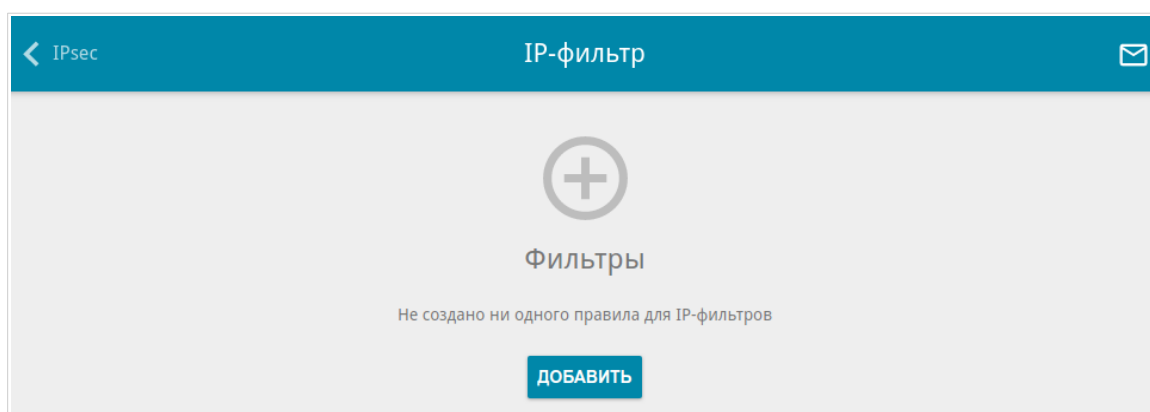 IPsec
IP-фильтр
Фильтры
Не создано ни одного правила для IP-фильтров
ДОБАВИТЬ